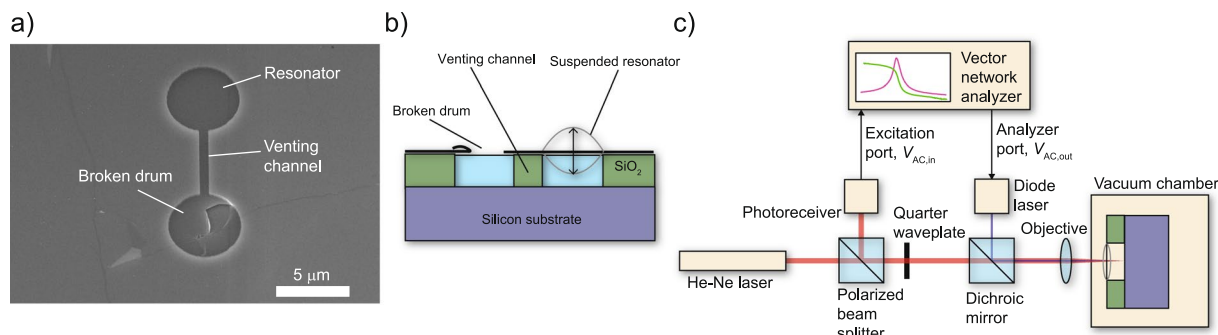 a)
Resonator
Venting
channel
Broken drum
5 μm
b)
Venting channel
Suspended resonator
Broken drum
SiO2
Silicon substrate
c)
Vector
network
analyzer
Excitation
port, VAC,in
Analyzer
port, VAC,out
Diode
laser
Vacuum chamber
Photoreceiver
Quarter
waveplate
Objective
He-Ne laser
Polarized
beam
splitter
Dichroic
mirror